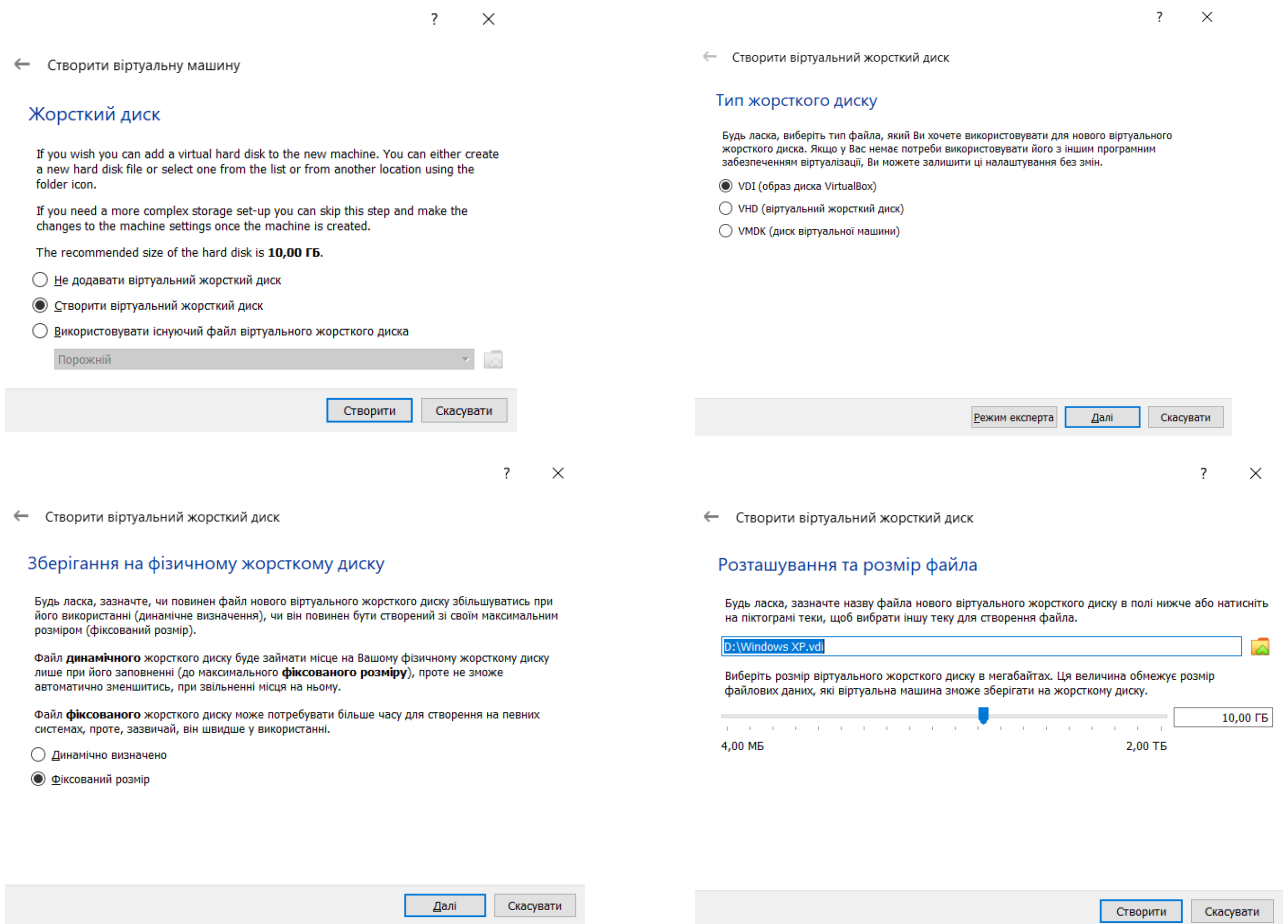 ? ×
← Створити віртуальну машину
Жорсткий диск
If you wish you can add a virtual hard disk to the new machine. You can either create
a new hard disk file or select one from the list or from another location using the
folder icon.
If you need a more complex storage set-up you can skip this step and make the
changes to the machine settings once the machine is created.
The recommended size of the hard disk is 10,00 ГБ.
Не додавати віртуальний жорсткий диск
Створити віртуальний жорсткий диск
Використовувати існуючий файл віртуального жорсткого диска
Порожній
Створити Скасувати
? ×
← Створити віртуальний жорсткий диск
Тип жорсткого диску
Будь ласка, виберіть тип файла, який Ви хочете використовувати для нового віртуального
жорсткого диска. Якщо у Вас немає потреби використовувати його з іншим програмним
забезпеченням віртуалізації, Ви можете залишити ці налаштування без змін.
VDI (образ диска VirtualBox)
VHD (віртуальний жорсткий диск)
VMDK (диск віртуальної машини)
Режим експерта Далі Скасувати
? ×
← Створити віртуальний жорсткий диск
Зберігання на фізичному жорсткому диску
Будь ласка, зазначте, чи повинен файл нового віртуального жорсткого диску збільшуватись при
його використанні (динамічне визначення), чи він повинен бути створений зі своїм максимальним
розміром (фіксований розмір).
Файл динамічного жорсткого диску буде займати місце на Вашому фізичному жорсткому диску
лише при його заповненні (до максимального фіксованого розміру), проте не зможе
автоматично зменшитись, при звільненні місця на ньому.
Файл фіксованого жорсткого диску може потребувати більше часу для створення на певних
системах, проте, зазвичай, він швидше у використанні.
Динамічно визначено
Фіксований розмір
Далі Скасувати
? ×
← Створити віртуальний жорсткий диск
Розташування та розмір файла
Будь ласка, зазначте назву файла нового віртуального жорсткого диску в полі нижче або натисніть
на піктограмі теки, щоб вибрати іншу теку для створення файла.
D:\Windows XP.vdi
Виберіть розмір віртуального жорсткого диску в мегабайтах. Ця величина обмежує розмір
файлових даних, які віртуальна машина зможе зберігати на жорсткому диску.
10,00 ГБ
4,00 МБ 2,00 ТБ
Створити Скасувати